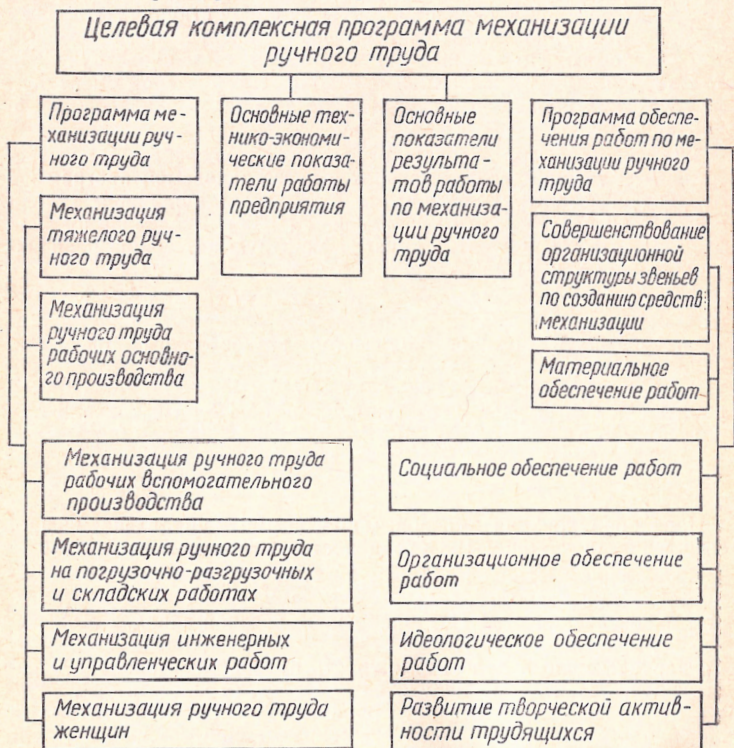 Целевая комплексная программа механизации
ручного труда
Программа ме-
ханизации руч-
ного труда
Основные тех-
нико-экономи-
ческие показа-
тели работы
предприятия
Основные
показатели
результа-
тов работы
по механиза-
ции ручного
труда
Программа обеспе-
чения работ по ме-
ханизации ручного
труда
Механизация
тяжелого руч-
ного труда
Механизация
ручного труда
рабочих основно-
го производства
Совершенствование
организационной
структуры звеньев
по созданию средств
механизации
Материальное
обеспечение работ
Механизация ручного труда
рабочих вспомогательного
производства
Механизация ручного труда
на погрузочно-разгрузочных
и складских работах
Механизация инженерных
и управленческих работ
Механизация ручного труда
женщин
Социальное обеспечение работ
Организационное обеспечение
работ
Идеологическое обеспечение
работ
Развитие творческой актив-
ности трудящихся